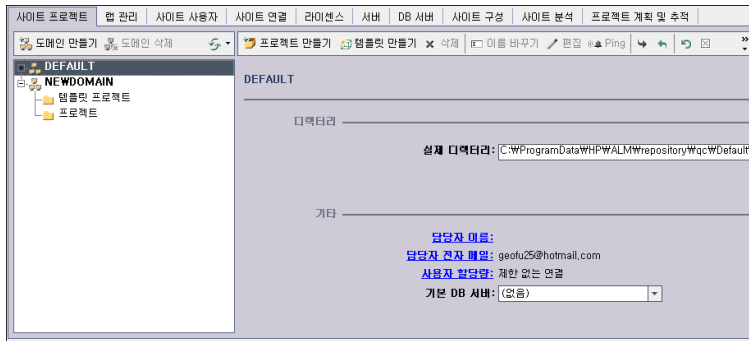 사이트 프로젝트 랩 관리 사이트 사용자 사이트 연결 라이센스 서버 DB 서버 사이트 구성 사이트 분석 프로젝트 계획 및 추적
도메인 만들기 도메인 삭제 프로젝트 만들기 템플릿 만들기 삭제 이름 바꾸기 편집 Ping
DEFAULT
NEWDOMAIN
템플릿 프로젝트
프로젝트
DEFAULT
디렉터리
실제 디렉터리: C:₩ProgramData₩HP₩ALM₩repository₩qc₩Default₩
기타
담당자 이름:
담당자 전자 메일: geofu25@hotmail.com
사용자 할당량: 제한 없는 연결
기본 DB 서버: (없음)